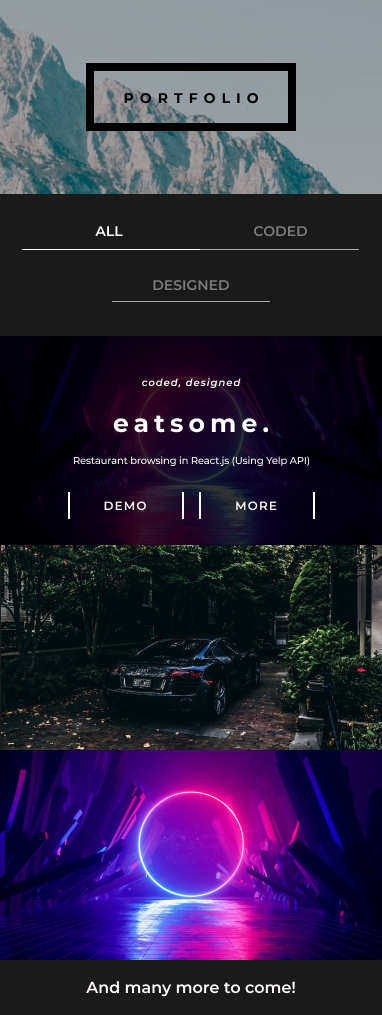 PORTFOLIO
ALL CODED
DESIGNED
coded, designed
eatsome.
Restaurant browsing in React.js (Using Yelp API)
DEMO MORE
And many more to come!